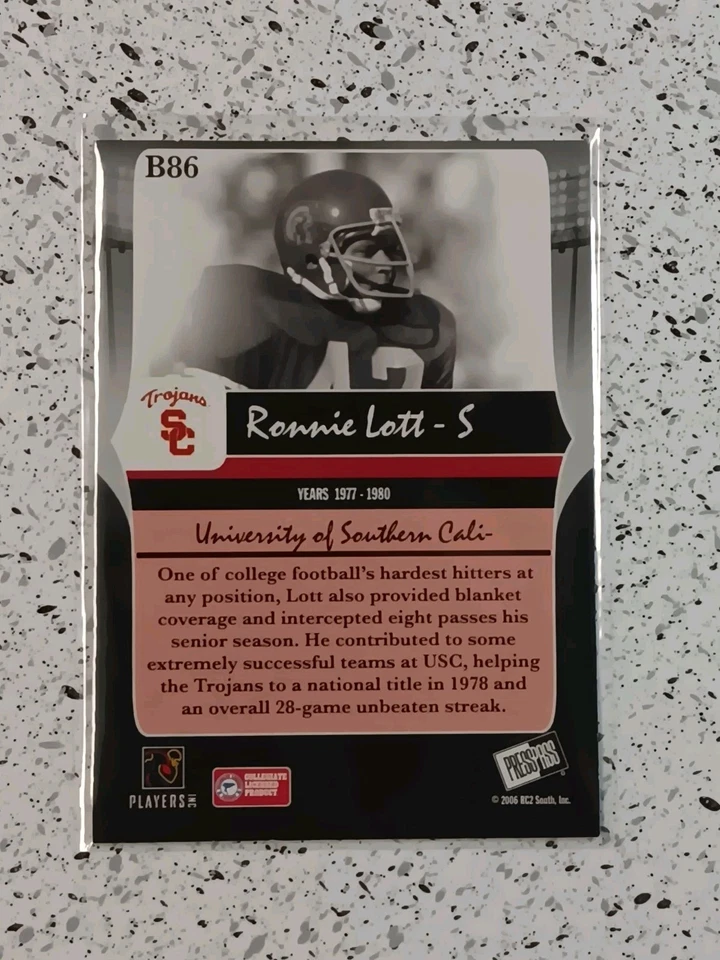 B86
42
Trojans
SC
Ronnie Lott - S
YEARS 1977 - 1980
University of Southern Cali-
One of college football's hardest hitters at
any position, Lott also provided blanket
coverage and intercepted eight passes his
senior season. He contributed to some
extremely successful teams at USC, helping
the Trojans to a national title in 1978 and
an overall 28-game unbeaten streak.
PLAYERS INC
COLLEGIATE
LICENSED
PRODUCT
PRESS PASS
© 2006 RC2 South, Inc.